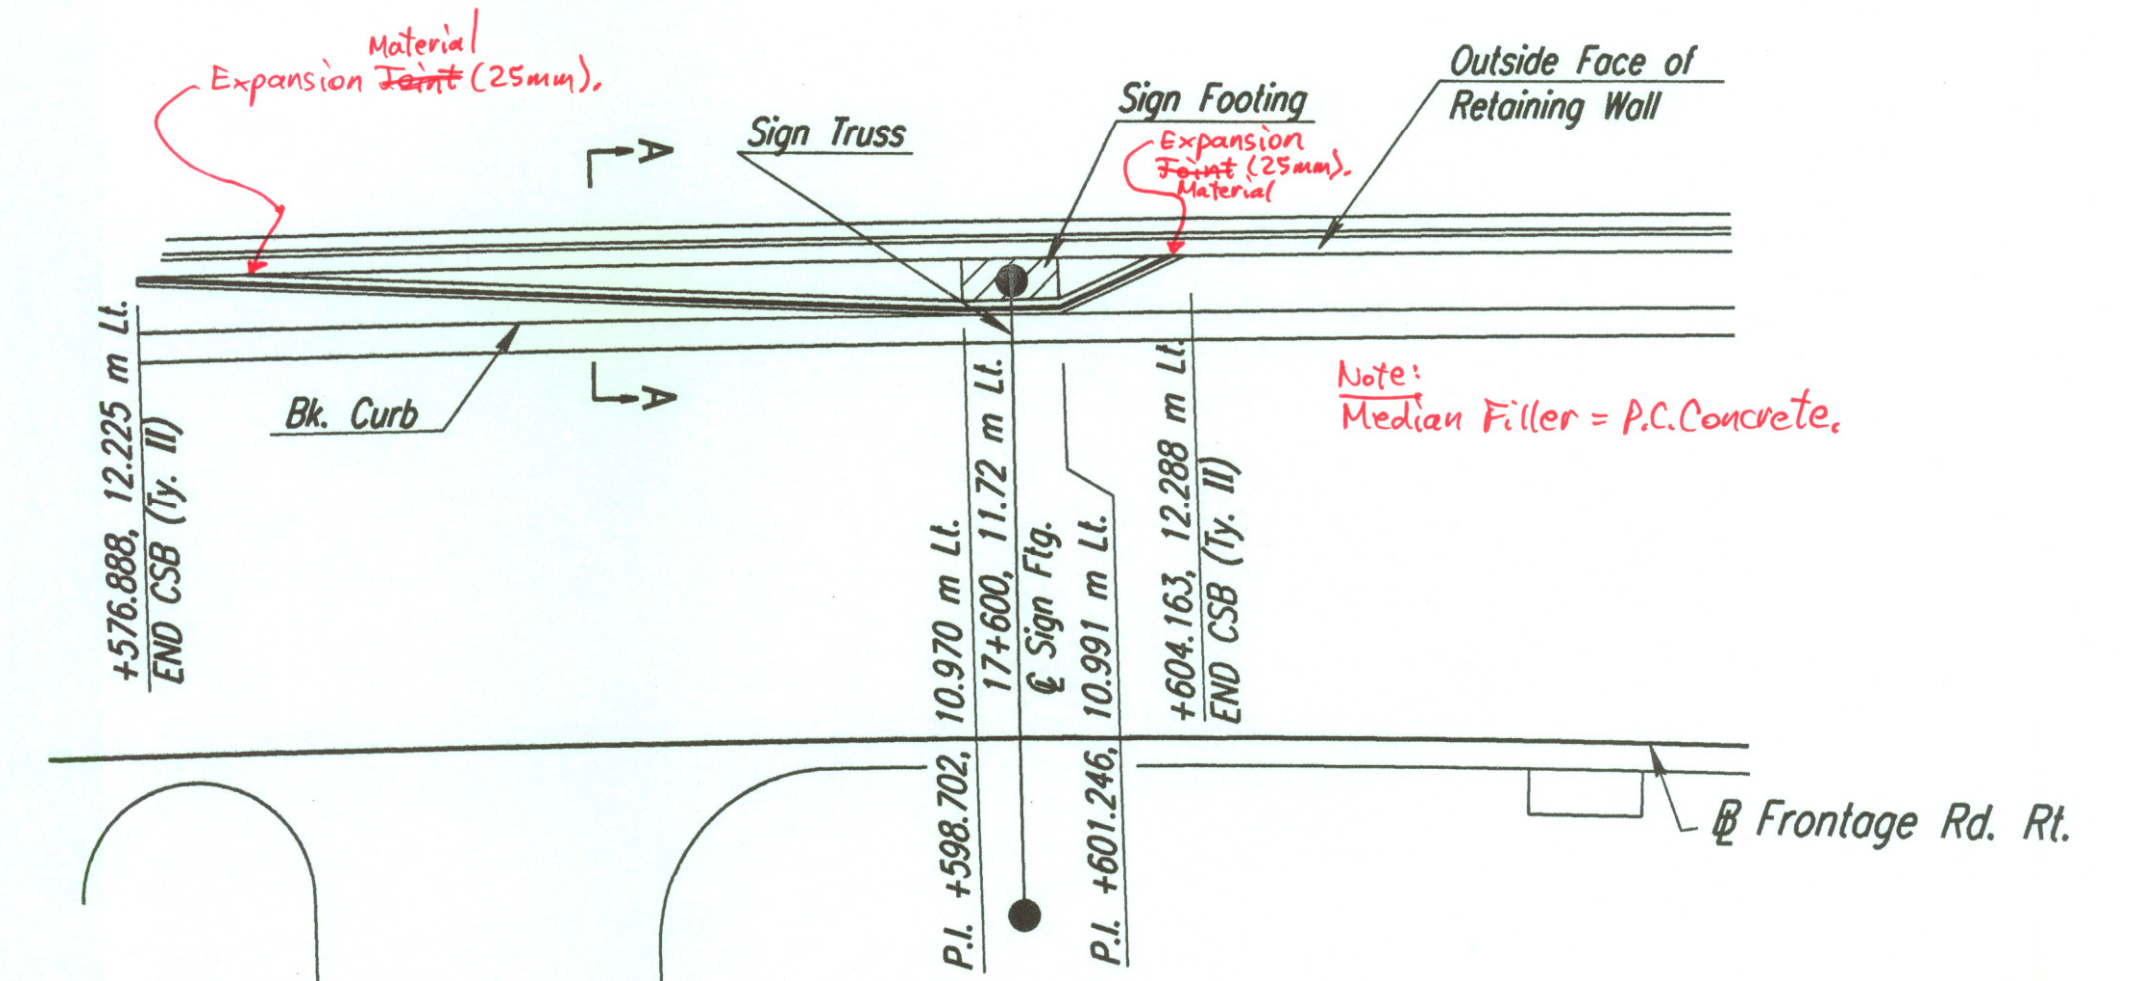 Material
Expansion Joint (25mm).
Outside Face of
Retaining Wall
Sign Footing
Sign Truss
Expansion
Joint (25mm).
Material
A
A
Bk. Curb
Note:
Median Filler = P.C. Concrete.
+576.888, 12.225 m Lt.
END CSB (Ty. II)
P.I. +598.702, 10.970 m Lt.
17+600, 11.72 m Lt.
℄ Sign Ftg.
P.I. +601.246, 10.991 m Lt.
+604.163, 12.288 m Lt.
END CSB (Ty. II)
℄ Frontage Rd. Rt.